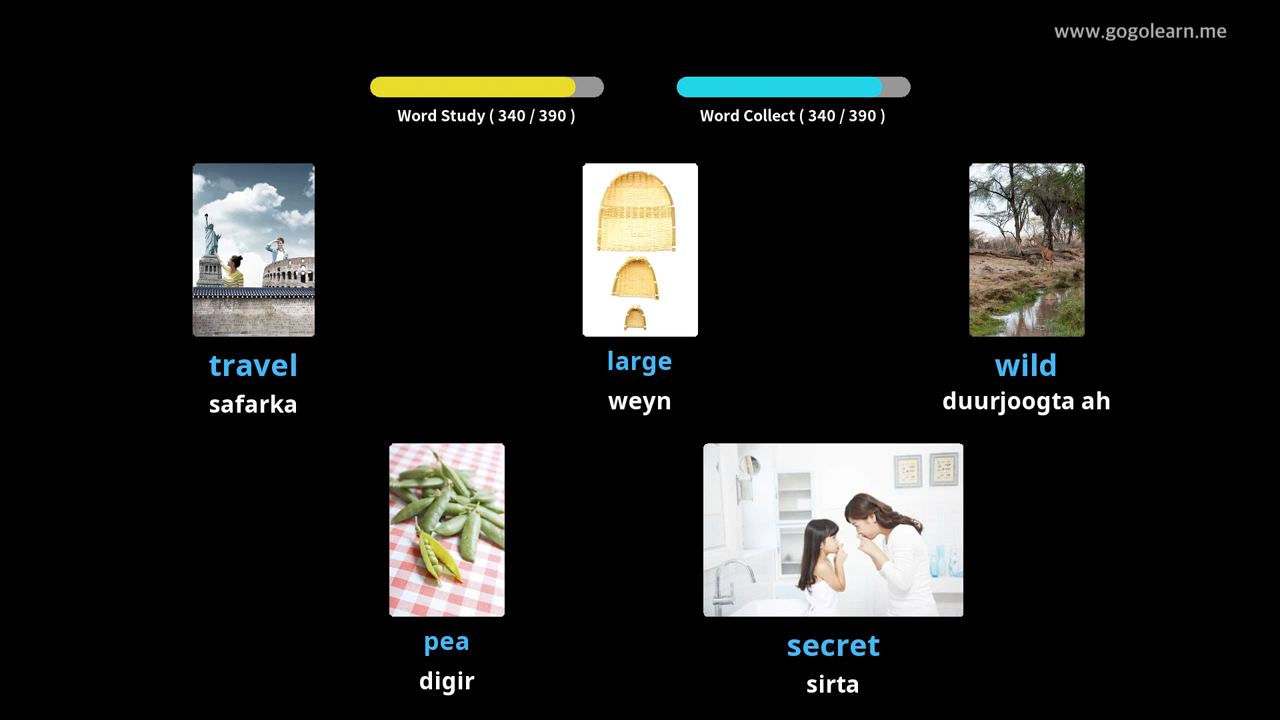 www.gogolearn.me
Word Study ( 340 / 390 )
Word Collect ( 340 / 390 )
travel
safarka
large
weyn
wild
duurjoogta ah
pea
digir
secret
sirta